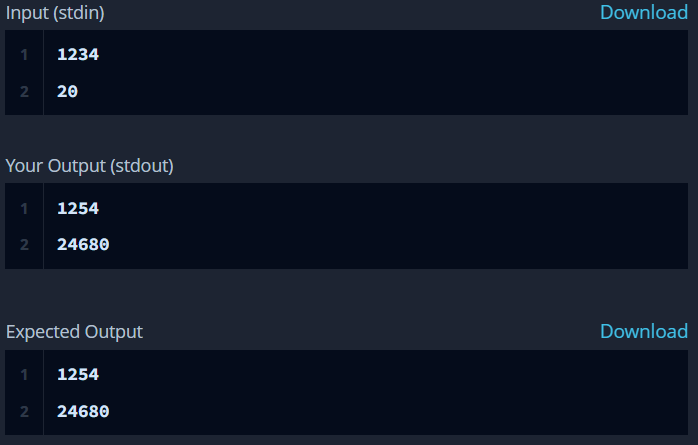 Input (stdin) Download
1 1234
2 20
Your Output (stdout)
1 1254
2 24680
Expected Output Download
1 1254
2 24680